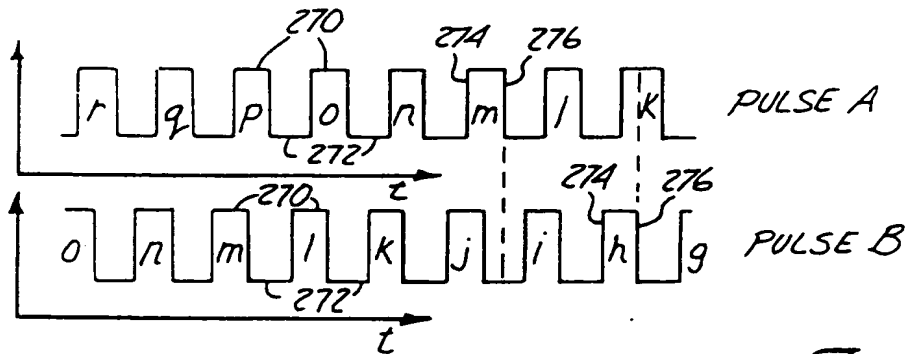 270
274
276
r q p o n m l k
PULSE A
272
t
270
274
276
o n m l k j i h g
PULSE B
272
t